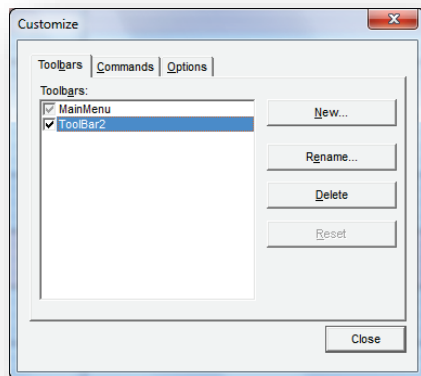 Customize
Toolbars Commands Options
Toolbars:
MainMenu
ToolBar2
New...
Rename...
Delete
Reset
Close